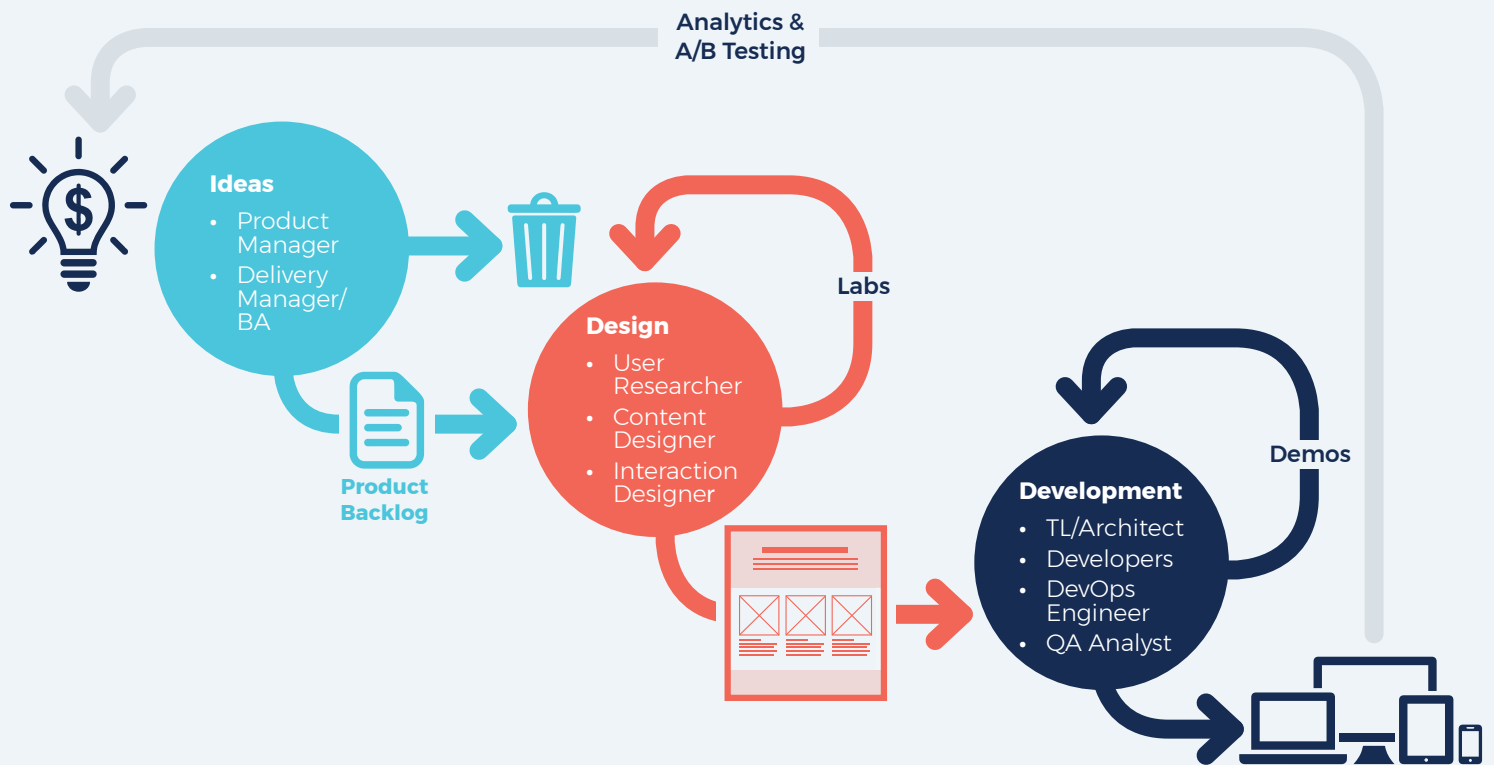 Analytics &
A/B Testing
$
Ideas
• Product
Manager
• Delivery
Manager/
BA
Product
Backlog
Design
• User
Researcher
• Content
Designer
• Interaction
Designer
Labs
Development
• TL/Architect
• Developers
• DevOps
Engineer
• QA Analyst
Demos